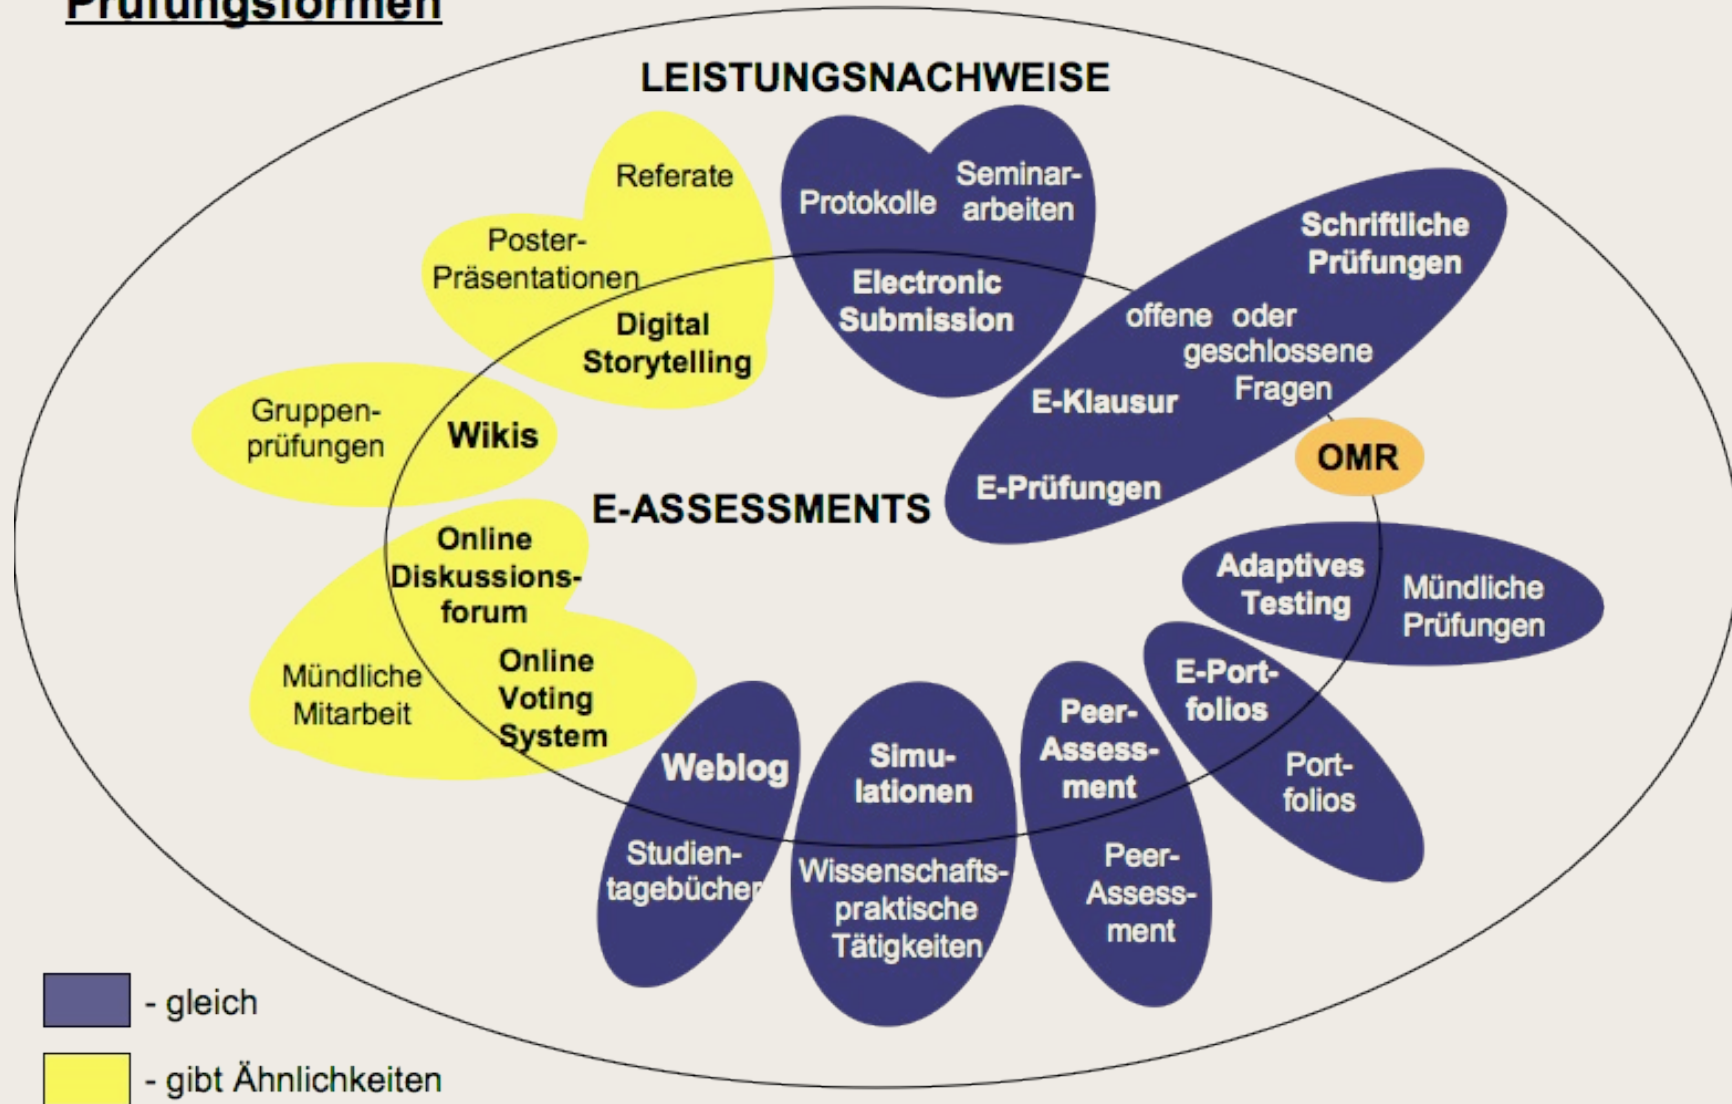 Prüfungsformen
LEISTUNGSNACHWEISE
Referate
Poster-
Präsentationen
Digital
Storytelling
Protokolle
Seminar-
arbeiten
Electronic
Submission
Schriftliche
Prüfungen
offene oder
geschlossene
Fragen
E-Klausur
E-Prüfungen
OMR
Gruppen-
prüfungen
Wikis
E-ASSESSMENTS
Online
Diskussions-
forum
Mündliche
Mitarbeit
Online
Voting
System
Adaptives
Testing
Mündliche
Prüfungen
E-Port-
folios
Port-
folios
Peer-
Assess-
ment
Peer-
Assess-
ment
Simu-
lationen
Wissenschafts-
praktische
Tätigkeiten
Weblog
Studien-
tagebücher
- gleich
- gibt Ähnlichkeiten